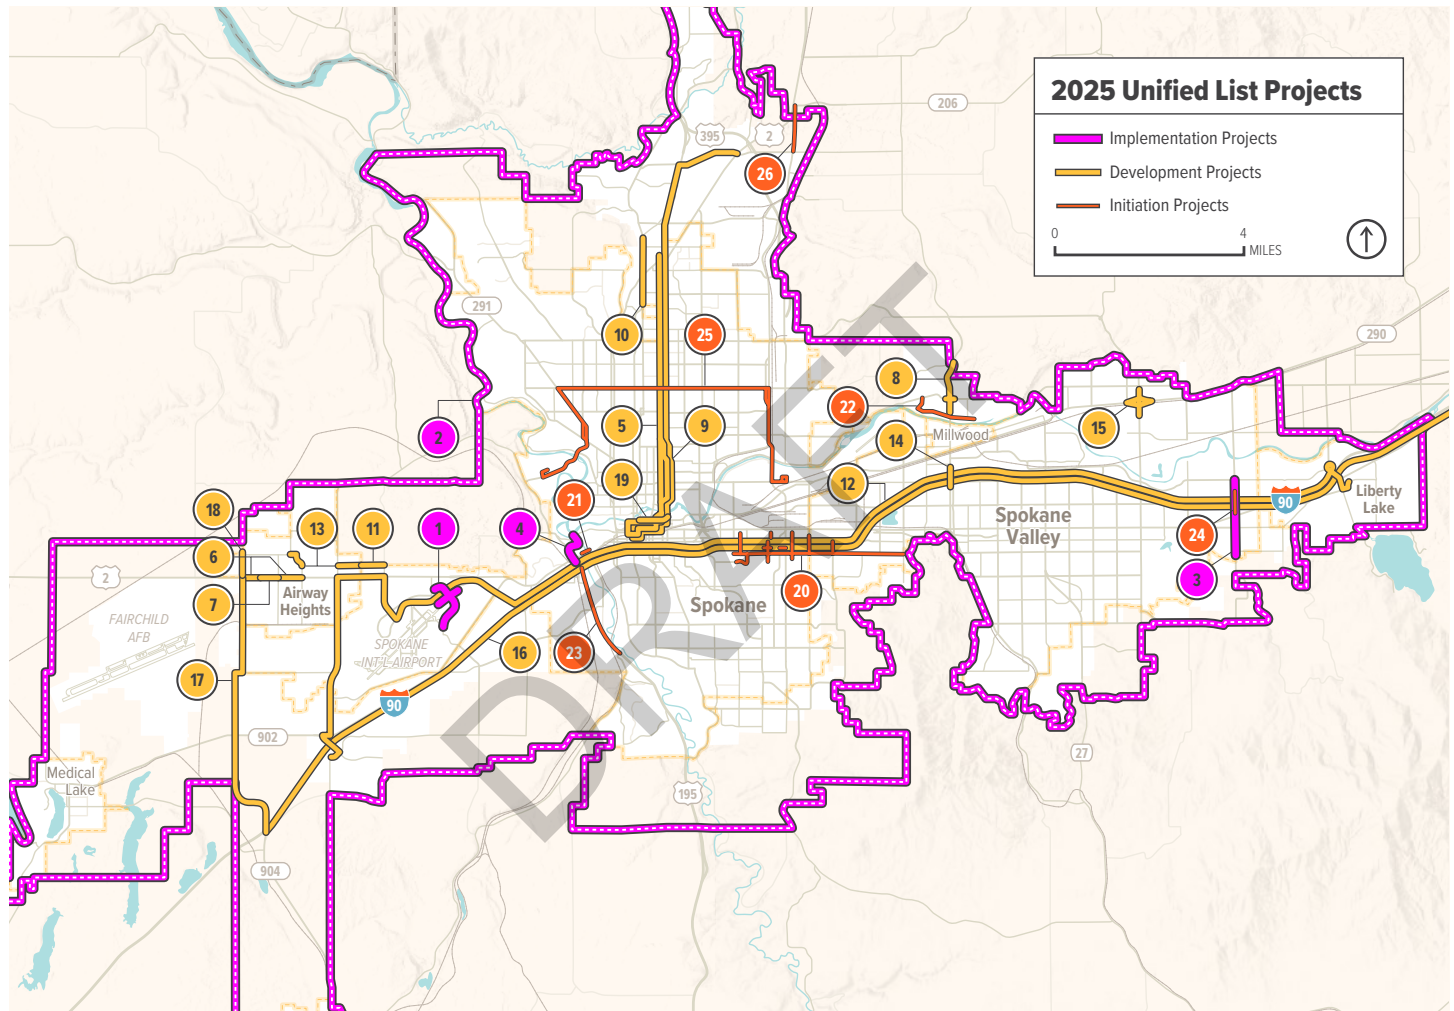 2025 Unified List Projects
Implementation Projects
Development Projects
Initiation Projects
0
4
MILES
206
395
2
26
291
290
10
25
8
22
2
5
9
15
14
Millwood
19
12
18
13
11
1
4
21
Spokane
Valley
90
Liberty
Lake
24
6
2
Airway
Heights
7
3
20
Spokane
FAIRCHILD
AFB
SPOKANE
INT'L AIRPORT
16
23
17
90
902
27
Medical
Lake
195
904
DRAFT